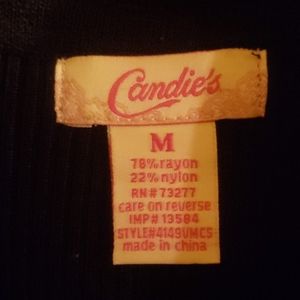 Candie's
M
78% rayon
22% nylon
RN# 73277
care on reverse
IMP# 13584
STYLE#4149UMCS
made in china